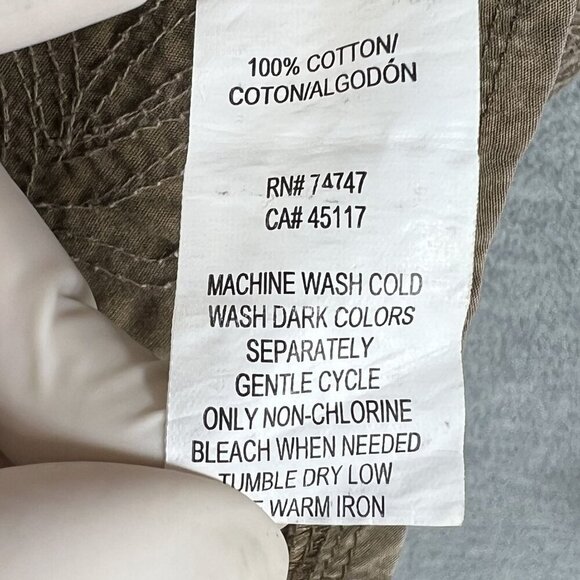 100% COTTON/
COTON/ALGODÓN
RN# 74747
CA# 45117
MACHINE WASH COLD
WASH DARK COLORS
SEPARATELY
GENTLE CYCLE
ONLY NON-CHLORINE
BLEACH WHEN NEEDED
TUMBLE DRY LOW
WARM IRON